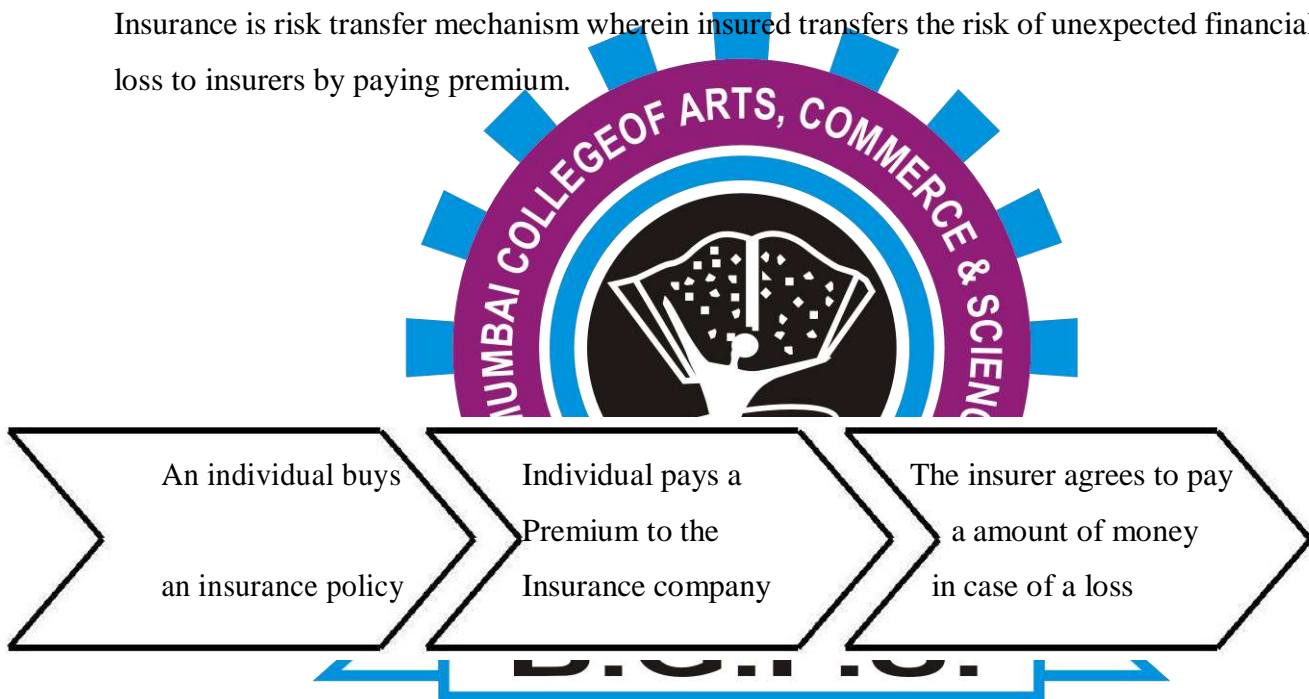 Insurance is risk transfer mechanism wherein insured transfers the risk of unexpected financial
loss to insurers by paying premium.
MUMBAI COLLEGEOF ARTS, COMMERCE & SCIENC
An individual buys
an insurance policy
Individual pays a
Premium to the
Insurance company
The insurer agrees to pay
a amount of money
in case of a loss